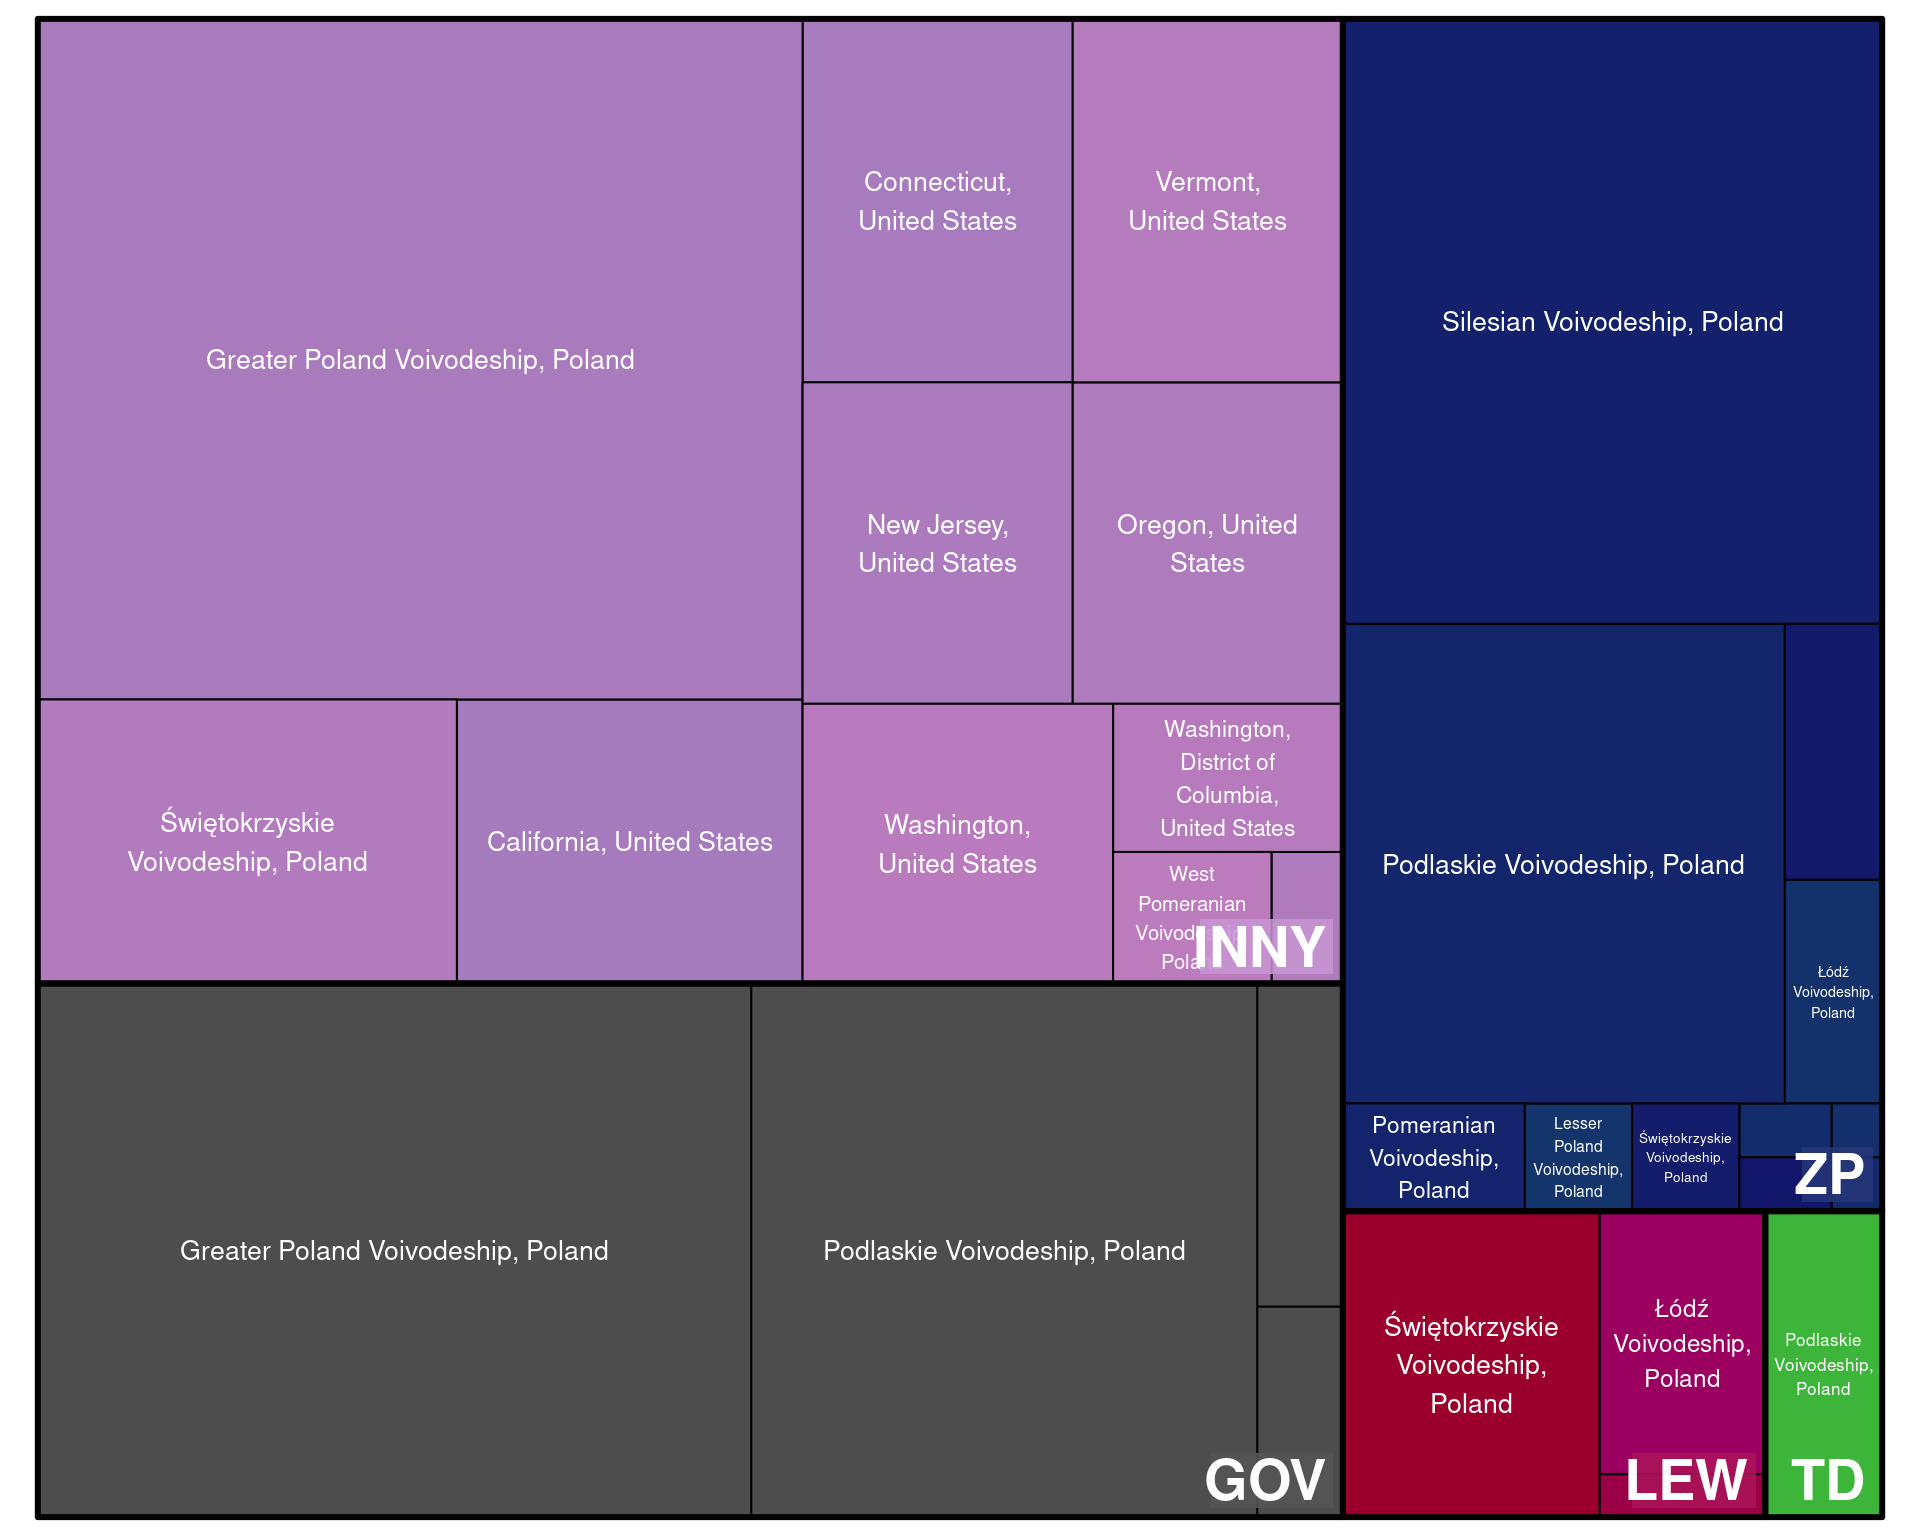 Greater Poland Voivodeship, Poland
Connecticut,
United States
Vermont,
United States
New Jersey,
United States
Oregon, United
States
Świętokrzyskie
Voivodeship, Poland
California, United States
Washington,
United States
Washington,
District of
Columbia,
United States
West
Pomeranian
INNY
Greater Poland Voivodeship, Poland
Podlaskie Voivodeship, Poland
GOV
Silesian Voivodeship, Poland
Podlaskie Voivodeship, Poland
Łódź
Voivodeship,
Poland
Pomeranian
Voivodeship,
Poland
Lesser
Poland
Voivodeship,
Poland
Świętokrzyskie
Voivodeship,
Poland
ZP
Świętokrzyskie
Voivodeship,
Poland
Łódź
Voivodeship,
Poland
LEW
Podlaskie
Voivodeship,
Poland
TD